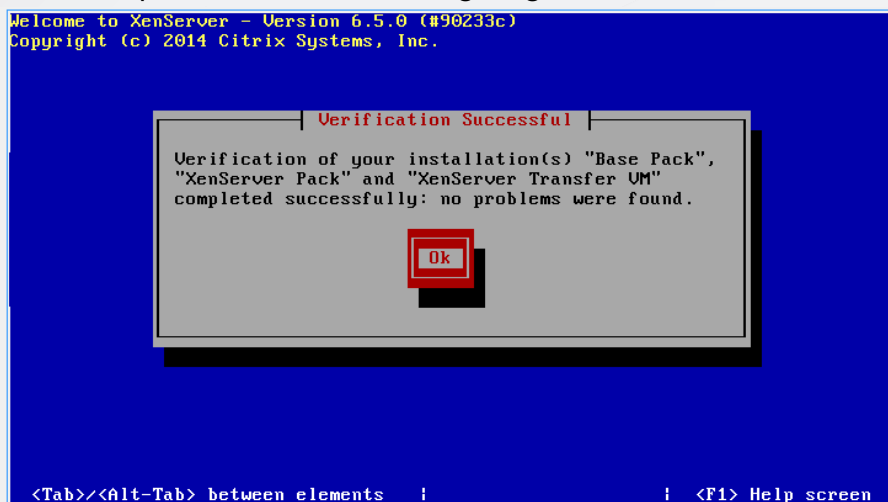 Welcome to XenServer - Version 6.5.0 (#90233c)
Copyright (c) 2014 Citrix Systems, Inc.
Verification Successful
Verification of your installation(s) "Base Pack",
"XenServer Pack" and "XenServer Transfer VM"
completed successfully: no problems were found.
Ok
<Tab>/<Alt-Tab> between elements | | <F1> Help screen